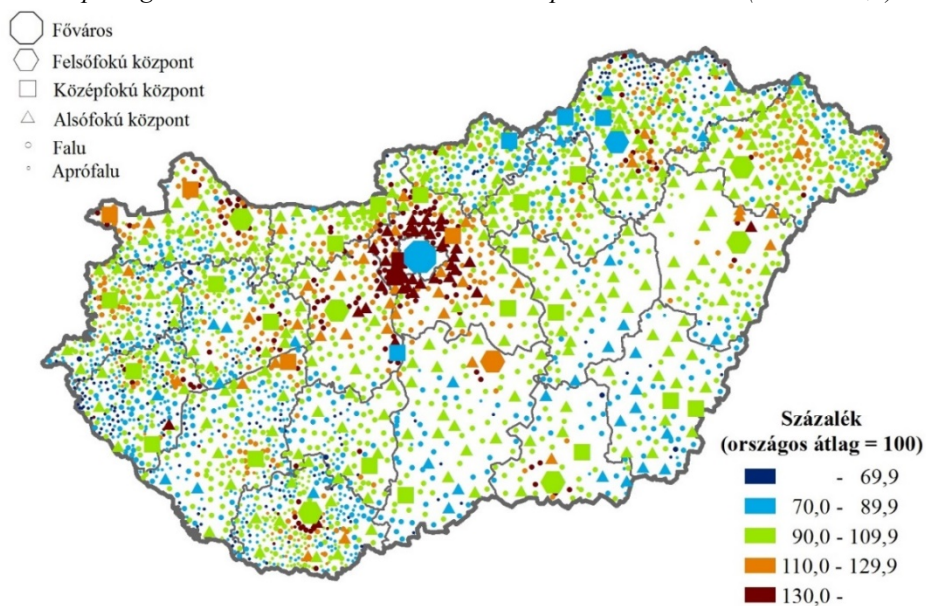 Főváros
Felsőfokú központ
Középfokú központ
Alsófokú központ
Falu
Aprófalu
Százalék
(országos átlag = 100)
- 69,9
70,0 - 89,9
90,0 - 109,9
110,0 - 129,9
130,0 -